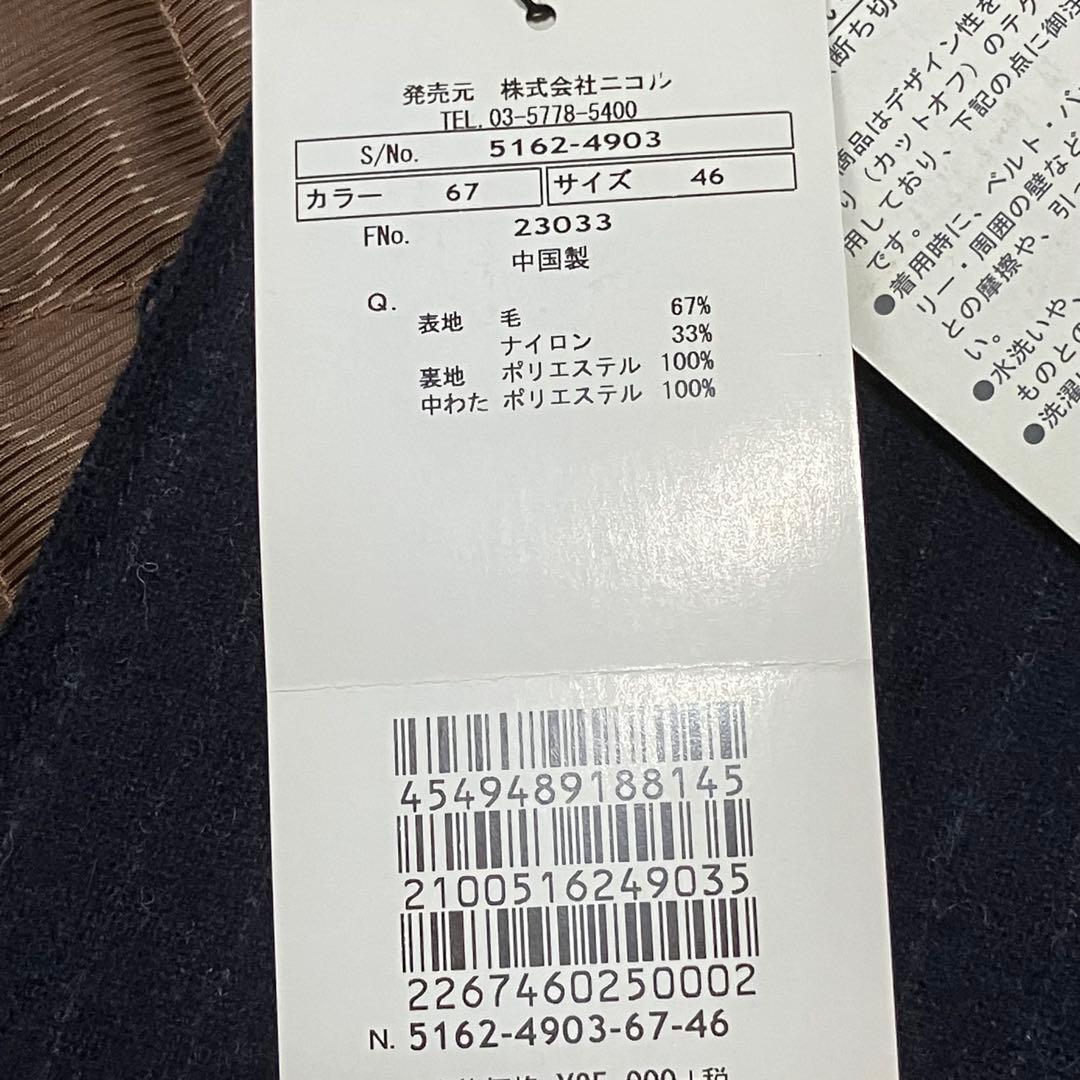 発売元 株式会社ニコル
TEL.03-5778-5400
S/No. 5162-4903
カラー 67 サイズ 46
FNo. 23033
中国製
Q. 表地 毛 67%
ナイロン 33%
裏地 ポリエステル 100%
中わた ポリエステル 100%
4549489188145
2100516249035
2267460250002
N. 5162-4903-67-46
断ち切
商品はデザイン性を
り（カットオフ）のテク
用しており、下記の点に御注
です。
●着用時に、ベルト・バ
リー・周囲の壁など
との摩擦や、引っ
い。
●水洗いや、
ものとの
●洗濯